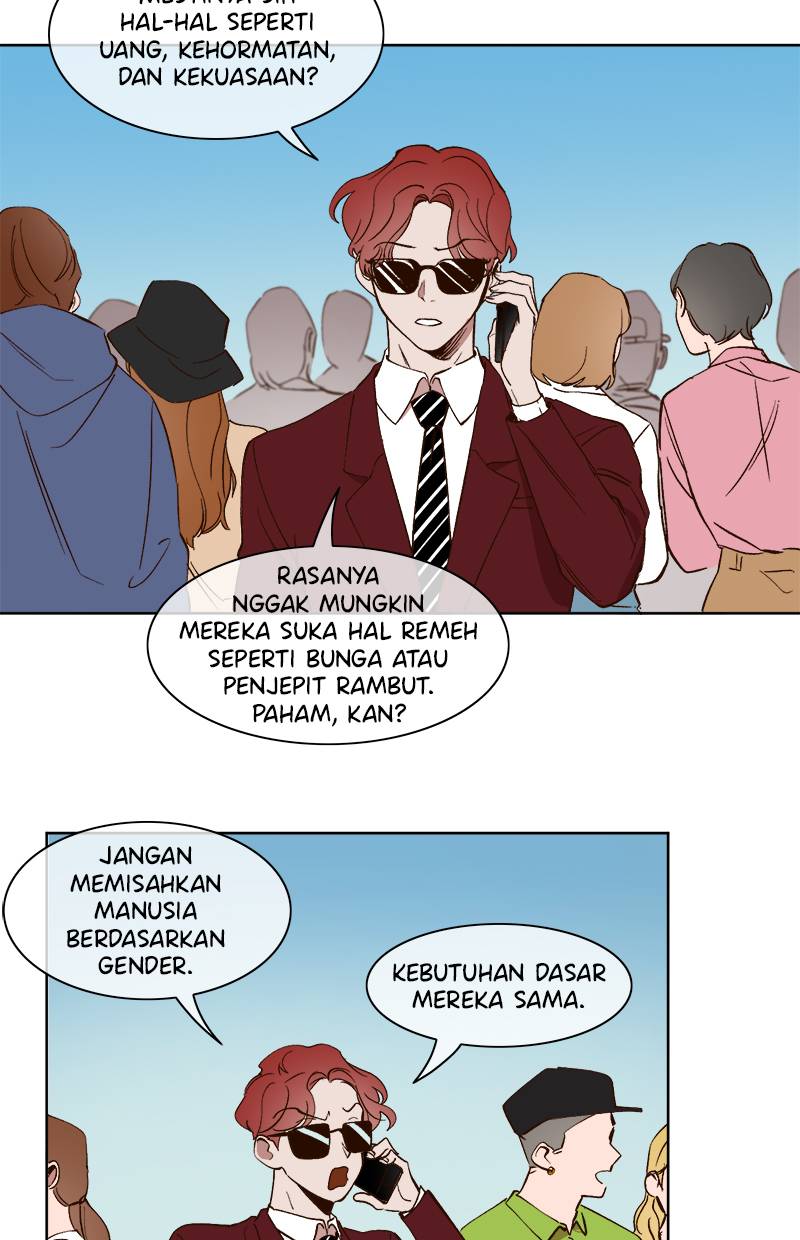 HAL-HAL SEPERTI
UANG, KEHORMATAN,
DAN KEKUASAAN?
RASANYA
NGGAK MUNGKIN
MEREKA SUKA HAL REMEH
SEPERTI BUNGA ATAU
PENJEPIT RAMBUT.
PAHAM, KAN?
JANGAN
MEMISAHKAN
MANUSIA
BERDASARKAN
GENDER.
KEBUTUHAN DASAR
MEREKA SAMA.